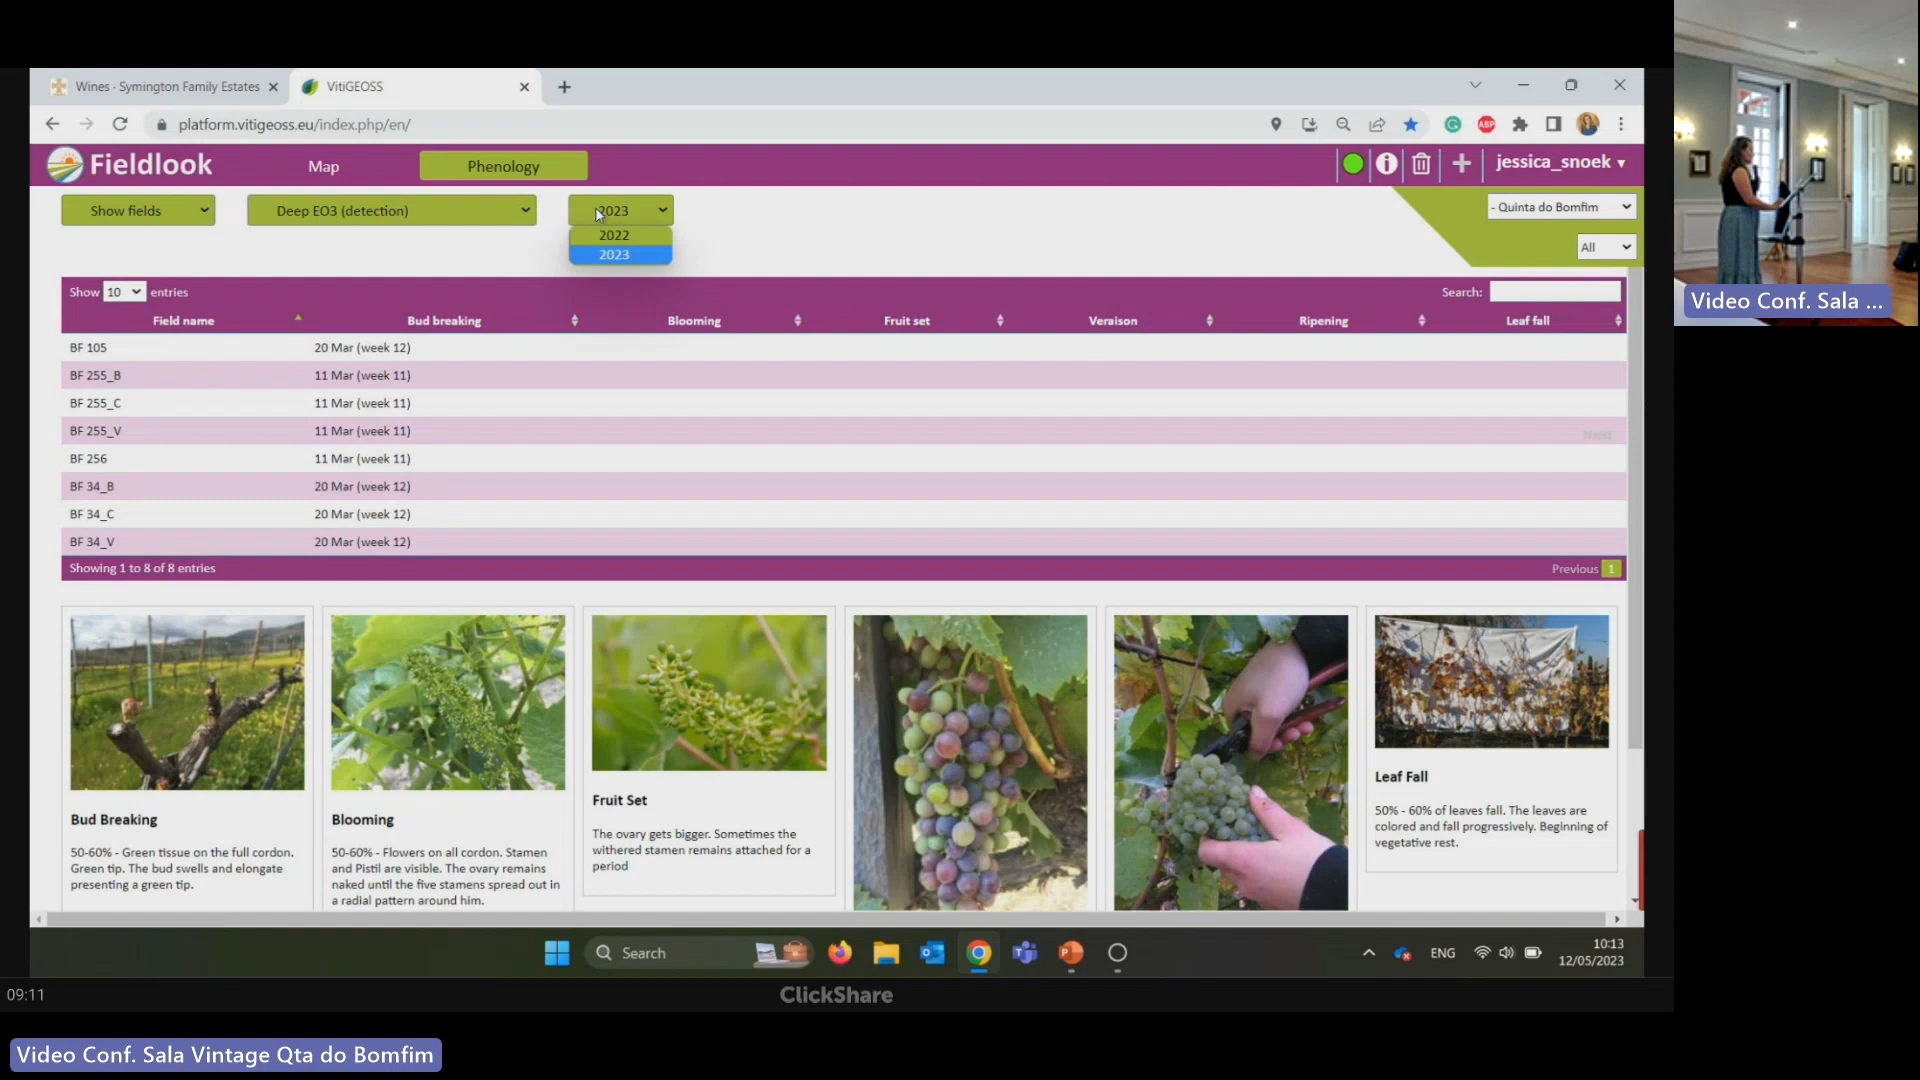 Wines - Symington Family Estates
VitiGEOSS
platform.vitigeoss.eu/index.php/en/
ABP
Fieldlook
Map
Phenology
jessica_snoek
Show fields
Deep EO3 (detection)
2023
2022
2023
- Quinta do Bomfim
All
Show 10 entries
Search:
Field name Bud breaking Blooming Fruit set Veraison Ripening Leaf fall
BF 105 20 Mar (week 12)
BF 255_B 11 Mar (week 11)
BF 255_C 11 Mar (week 11)
BF 255_V 11 Mar (week 11)
Next
BF 256 11 Mar (week 11)
BF 34_B 20 Mar (week 12)
BF 34_C 20 Mar (week 12)
BF 34_V 20 Mar (week 12)
Showing 1 to 8 of 8 entries
Previous 1
Bud Breaking
50-60% - Green tissue on the full cordon.
Green tip. The bud swells and elongate
presenting a green tip.
Blooming
50-60% - Flowers on all cordon. Stamen
and Pistil are visible. The ovary remains
naked until the five stamens spread out in
a radial pattern around him.
Fruit Set
The ovary gets bigger. Sometimes the
withered stamen remains attached for a
period
Leaf Fall
50% - 60% of leaves fall. The leaves are
colored and fall progressively. Beginning of
vegetative rest.
Search
ENG
10:13
12/05/2023
09:11
ClickShare
Video Conf. Sala Vintage Qta do Bomfim
Video Conf. Sala ...